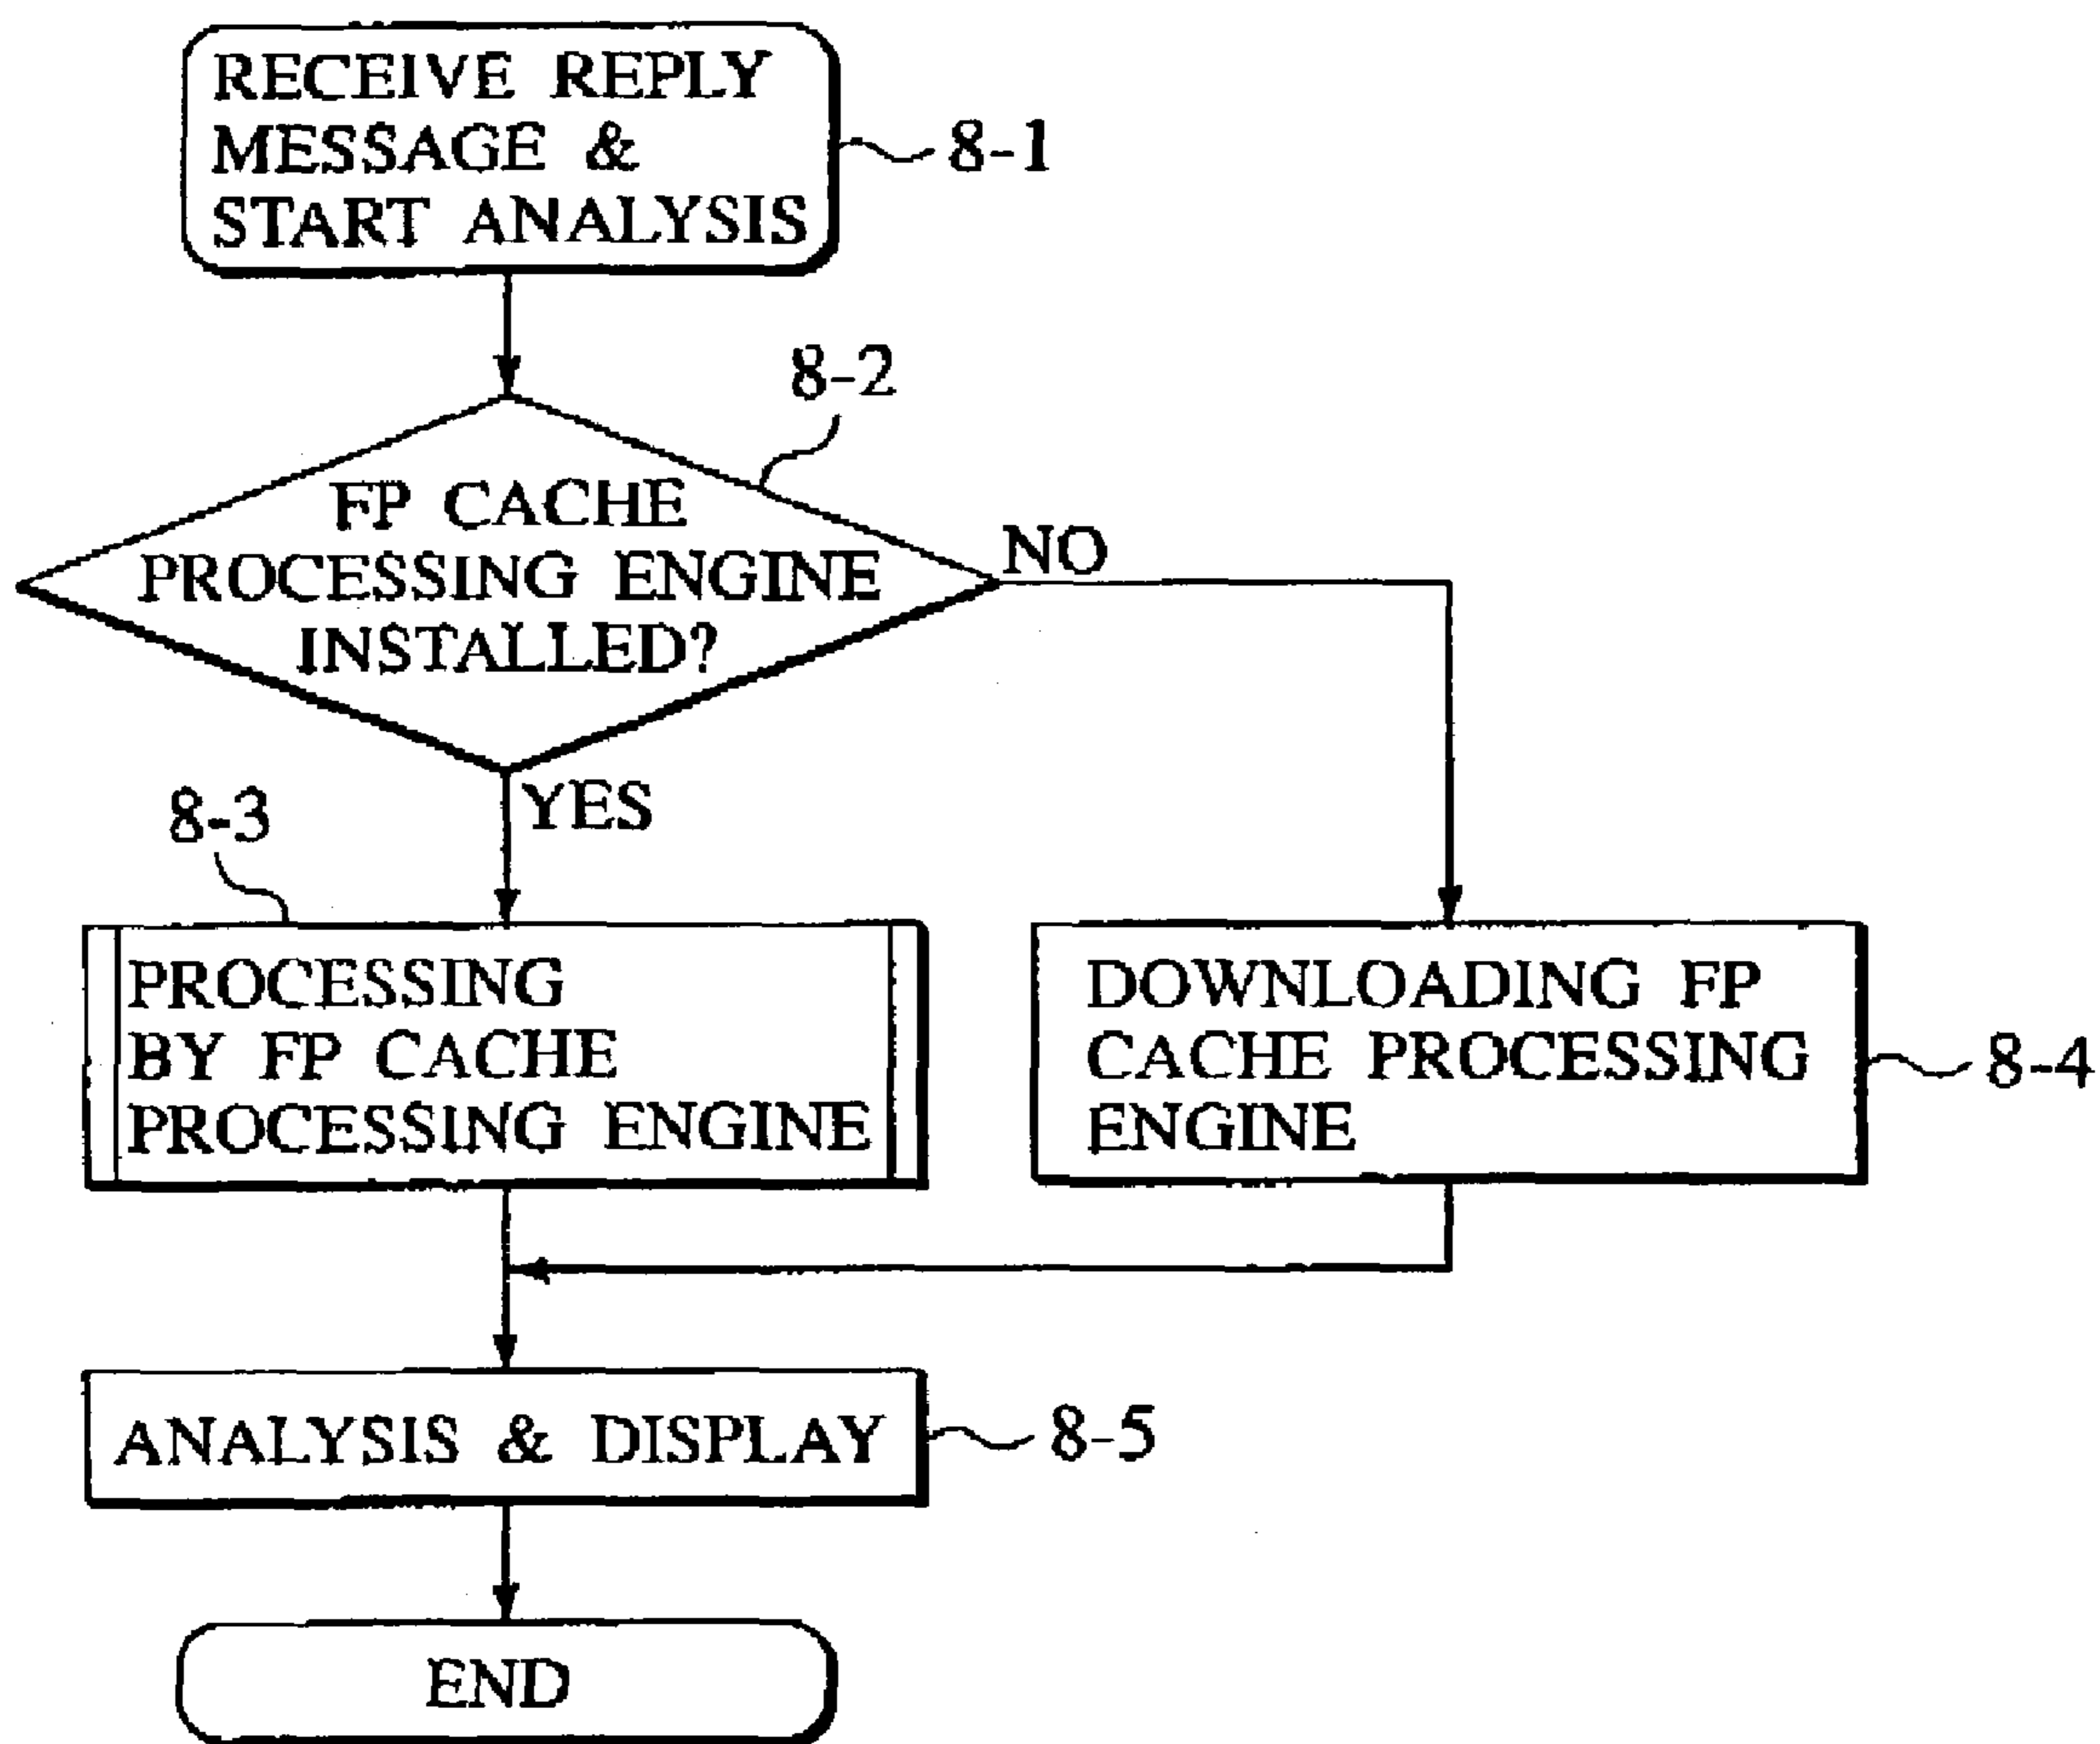 RECEIVE REPLY
MESSAGE &
START ANALYSIS
8-1
8-2
FP CACHE
PROCESSING ENGINE
INSTALLED?
NO
YES
8-3
PROCESSING
BY FP CACHE
PROCESSING ENGINE
DOWNLOADING FP
CACHE PROCESSING
ENGINE
8-4
ANALYSIS & DISPLAY
8-5
END